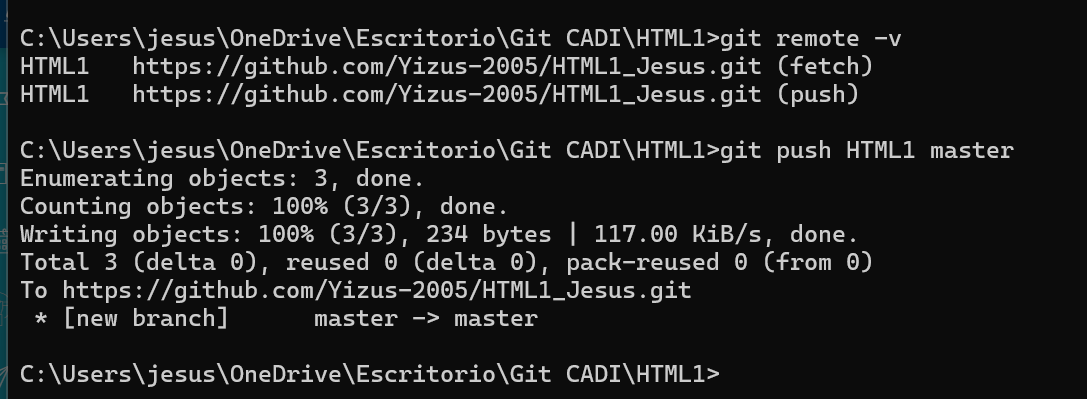 C:\Users\jesus\OneDrive\Escritorio\Git CADI\HTML1>git remote -v
HTML1   https://github.com/Yizus-2005/HTML1_Jesus.git (fetch)
HTML1   https://github.com/Yizus-2005/HTML1_Jesus.git (push)
C:\Users\jesus\OneDrive\Escritorio\Git CADI\HTML1>git push HTML1 master
Enumerating objects: 3, done.
Counting objects: 100% (3/3), done.
Writing objects: 100% (3/3), 234 bytes | 117.00 KiB/s, done.
Total 3 (delta 0), reused 0 (delta 0), pack-reused 0 (from 0)
To https://github.com/Yizus-2005/HTML1_Jesus.git
 * [new branch]      master -> master
C:\Users\jesus\OneDrive\Escritorio\Git CADI\HTML1>